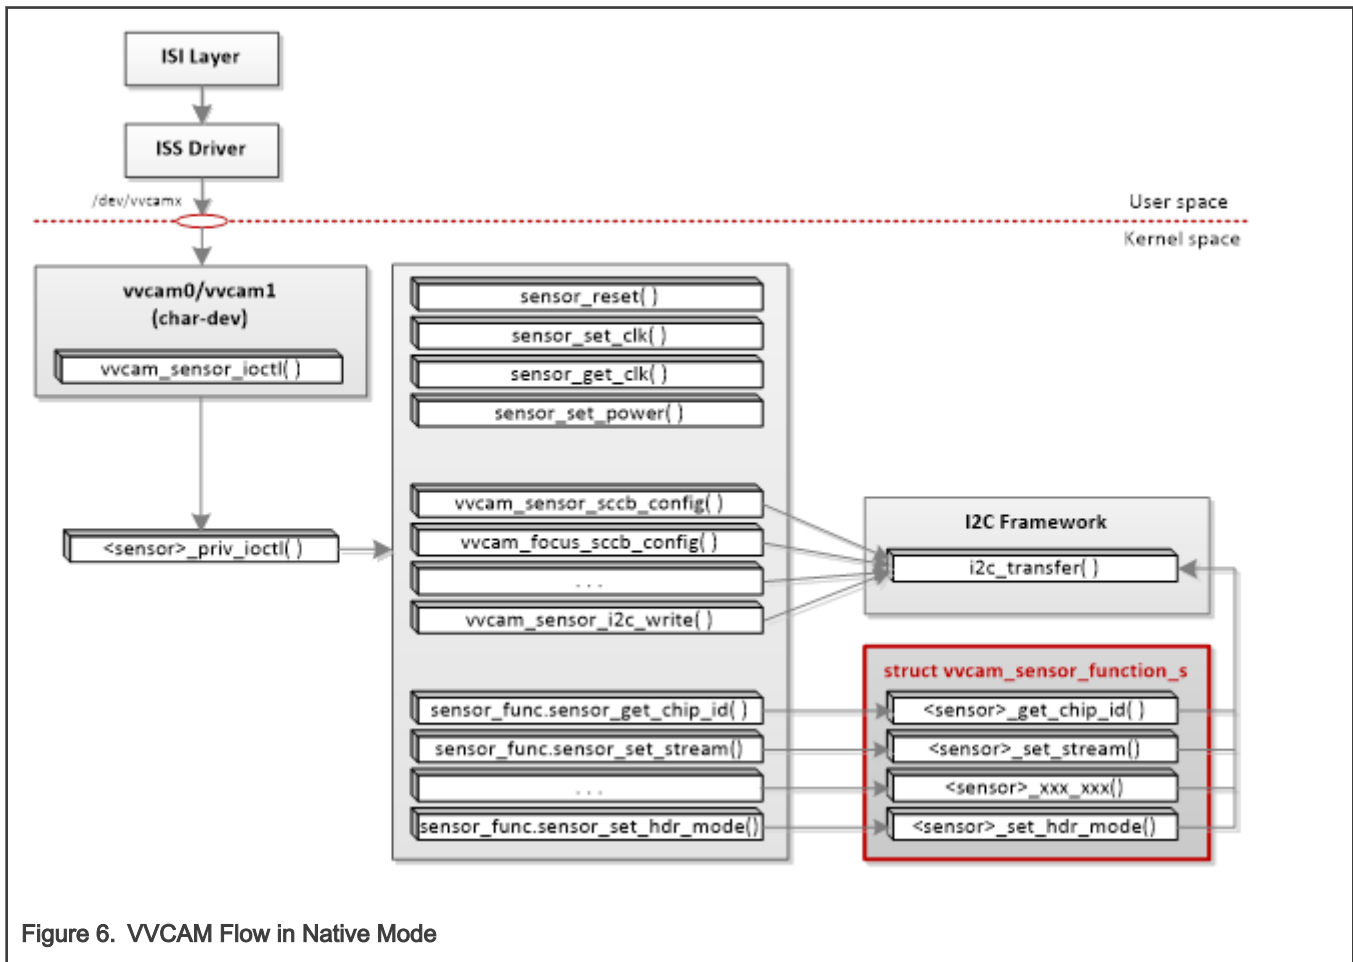 ISI Layer
ISS Driver
/dev/vvcamx
User space
Kernel space
vvcam0/vvcam1
(char-dev)
vvcam_sensor_ioctl( )
<sensor>_priv_ioctl( )
sensor_reset( )
sensor_set_clk( )
sensor_get_clk( )
sensor_set_power( )
vvcam_sensor_sccb_config( )
vvcam_focus_sccb_config( )
. . .
vvcam_sensor_i2c_write( )
sensor_func.sensor_get_chip_id( )
sensor_func.sensor_set_stream()
. . .
sensor_func.sensor_set_hdr_mode()
I2C Framework
i2c_transfer( )
struct vvcam_sensor_function_s
<sensor>_get_chip_id( )
<sensor>_set_stream()
<sensor>_xxx_xxx()
<sensor>_set_hdr_mode()
Figure 6. VVCAM Flow in Native Mode